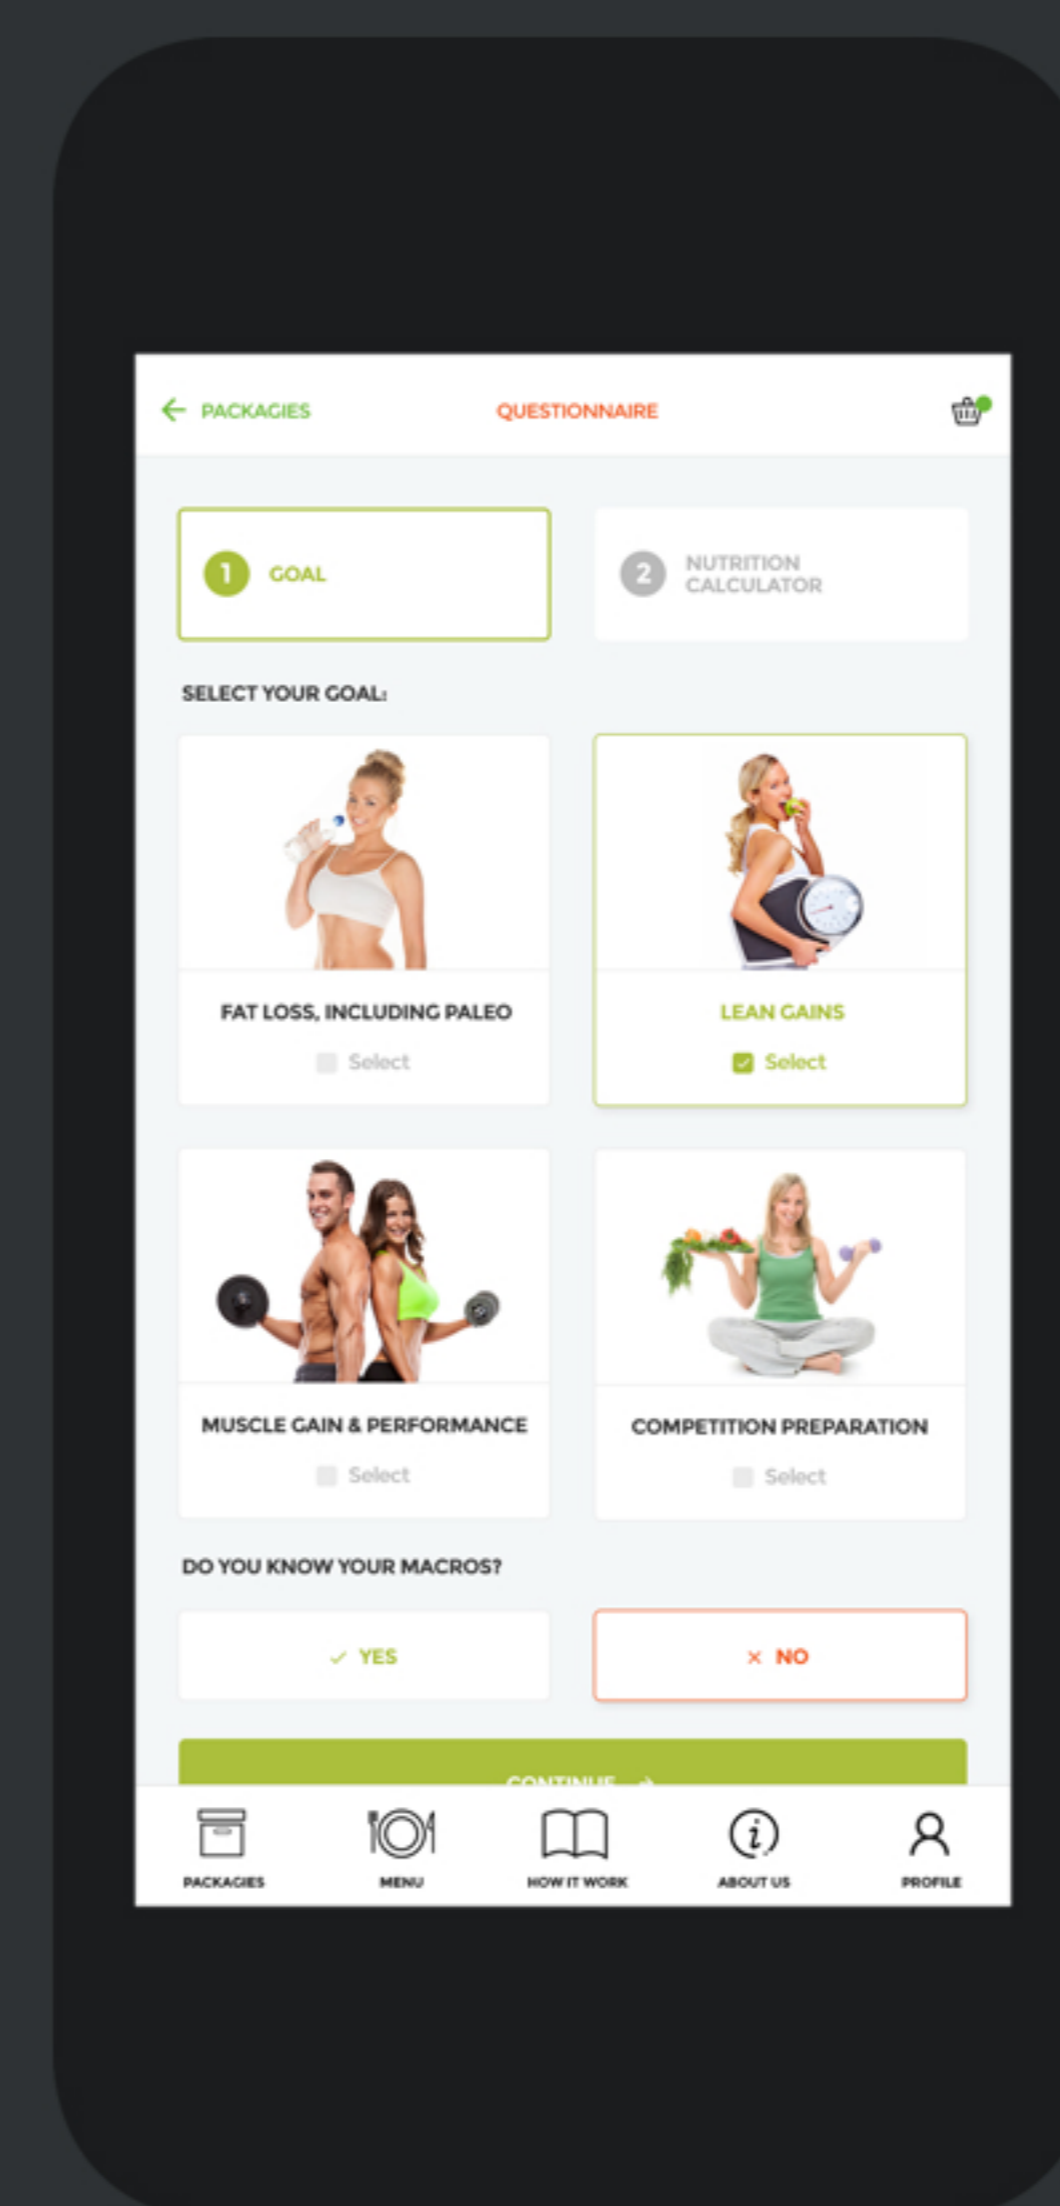 PACKAGIES
QUESTIONNAIRE
1 GOAL
2 NUTRITION
CALCULATOR
SELECT YOUR GOAL:
FAT LOSS, INCLUDING PALEO
Select
LEAN GAINS
Select
MUSCLE GAIN & PERFORMANCE
Select
COMPETITION PREPARATION
Select
DO YOU KNOW YOUR MACROS?
YES
NO
CONTINUE
PACKAGIES
MENU
HOW IT WORK
ABOUT US
PROFILE